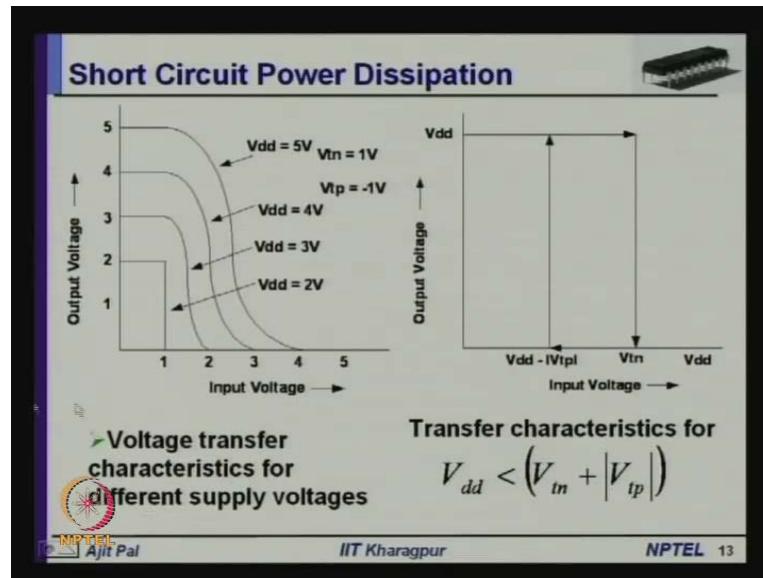 Short Circuit Power Dissipation
5
4
3
2
1
Output Voltage
Vdd = 5V
Vtn = 1V
Vtp = -1V
Vdd = 4V
Vdd = 3V
Vdd = 2V
1 2 3 4 5
Input Voltage
Voltage transfer
characteristics for
different supply voltages
Vdd
Output Voltage
Vdd - |Vtp| Vtn Vdd
Input Voltage
Transfer characteristics for
V_dd < (V_tn + |V_tp|)
NPTEL
Ajit Pal IIT Kharagpur NPTEL 13